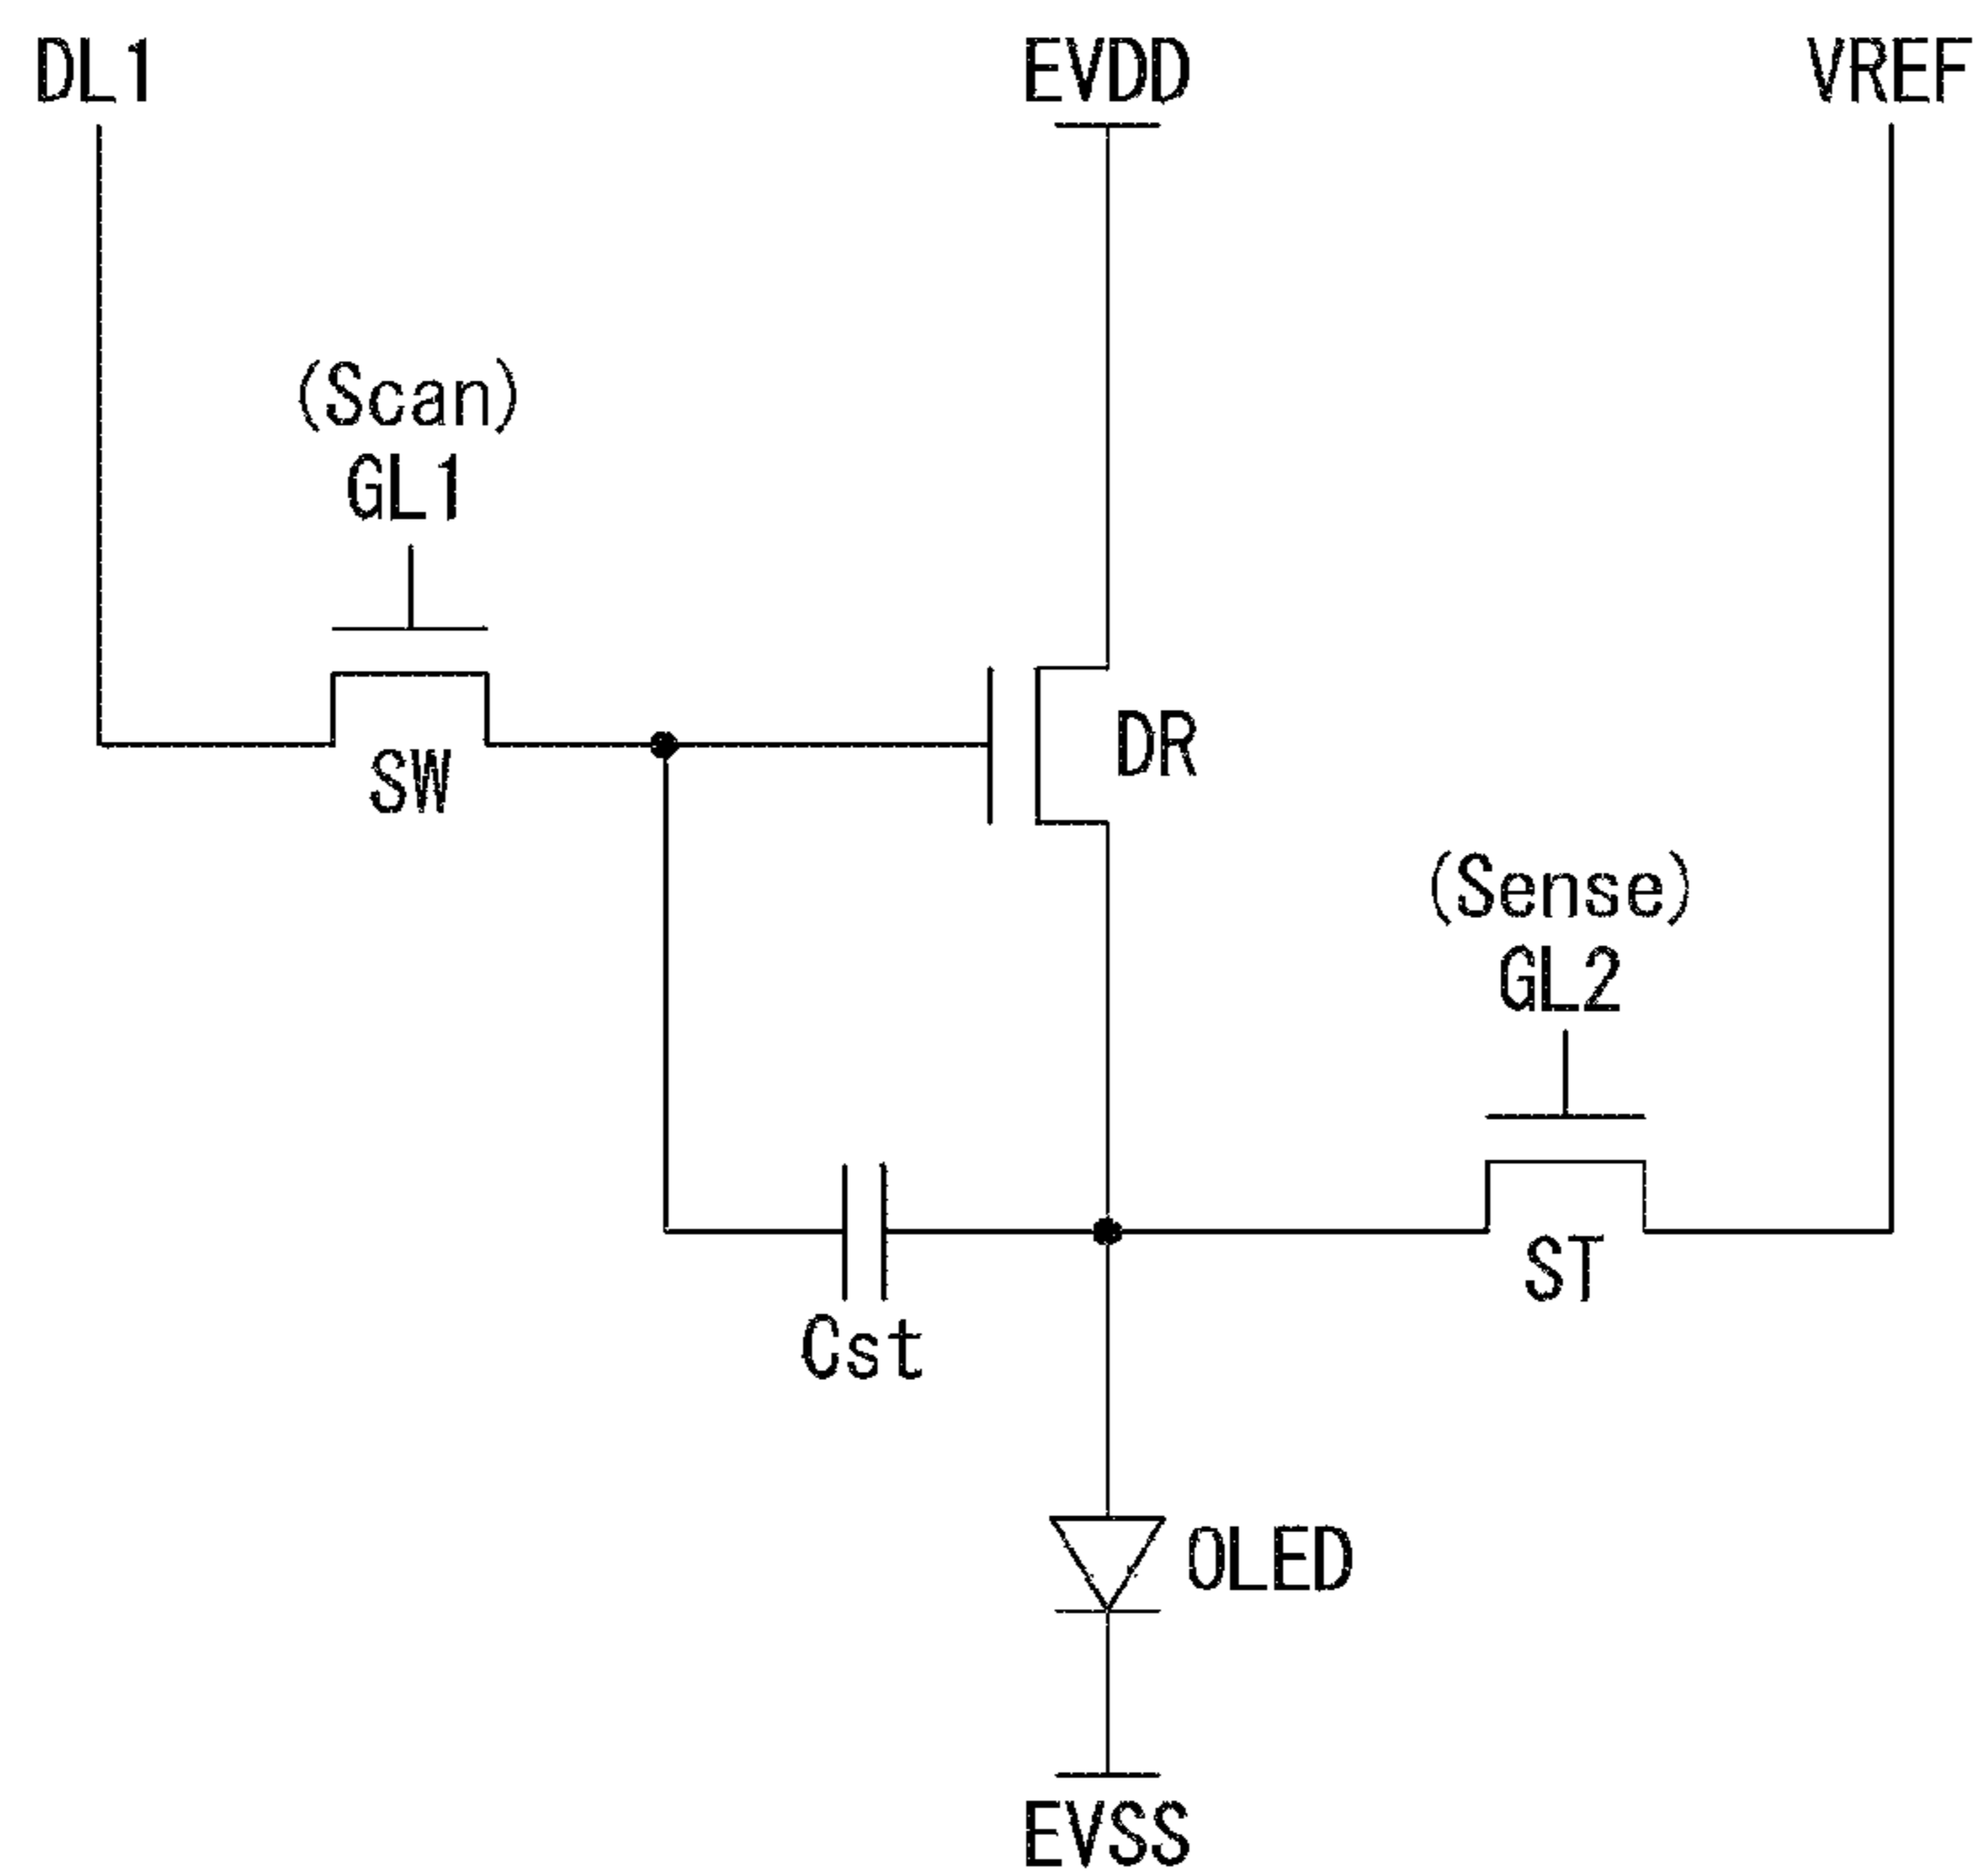 DL1
EVDD
VREF
(Scan)
GL1
DR
SW
(Sense)
GL2
ST
Cst
OLED
EVSS